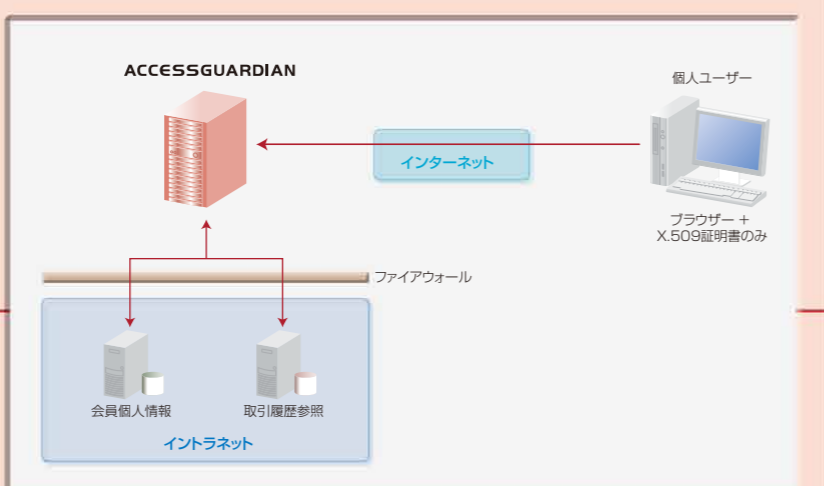 ACCESSGUARDIAN
個人ユーザー
インターネット
ブラウザー +
X.509証明書のみ
ファイアウォール
会員個人情報
取引履歴参照
イントラネット